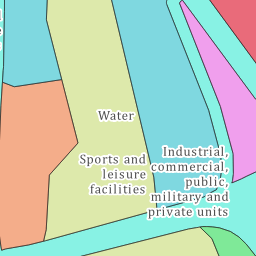 Water
Sports and
leisure
facilities
Industrial,
commercial,
public,
military and
private units